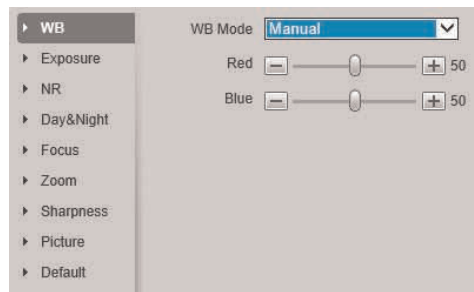 WB
Exposure
NR
Day&Night
Focus
Zoom
Sharpness
Picture
Default
WB Mode Manual
Red 50
Blue 50